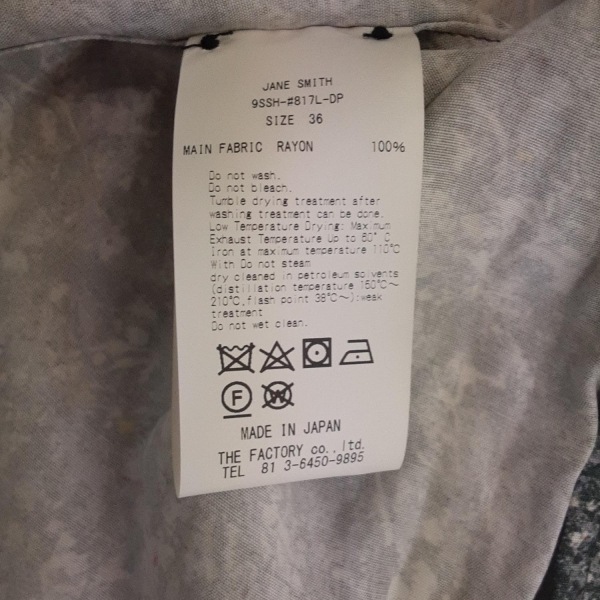 JANE SMITH
9SSH-#817L-DP
SIZE 36
MAIN FABRIC RAYON 100%
Do not wash.
Do not bleach.
Tumble drying treatment after
washing treatment can be done.
Low Temperature Drying: Maximum
Exhaust Temperature Up to 60° C
Iron at maximum temperature 110°C
With Do not steam
dry cleaned in petroleum solvents
(distillation temperature 150°C～
210°C,flash point 38°C～):weak
treatment
Do not wet clean.
F W
MADE IN JAPAN
THE FACTORY co.,ltd.
TEL 81 3-6450-9895